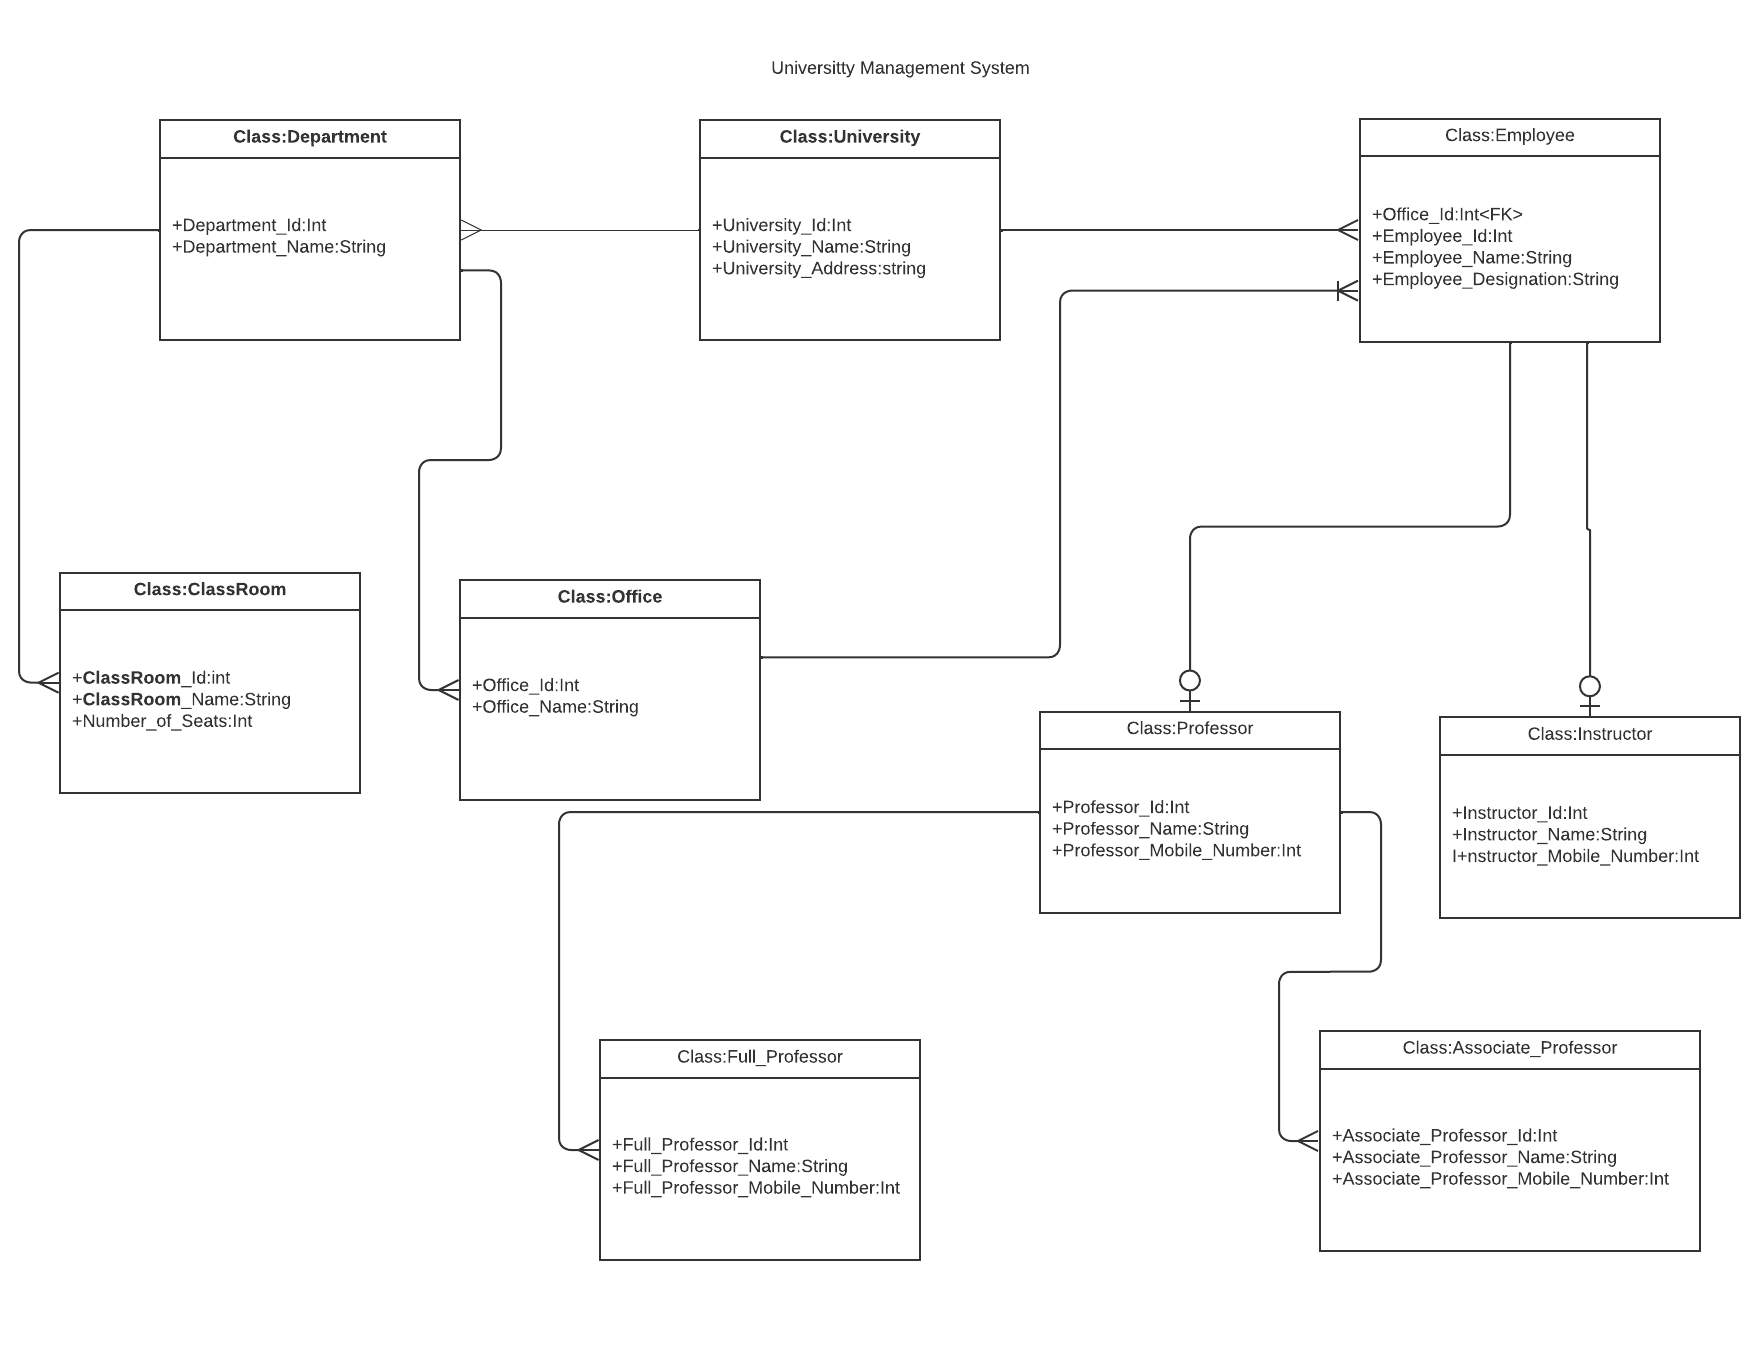 Universitty Management System
Class:Department
+Department_Id:Int
+Department_Name:String
Class:University
+University_Id:Int
+University_Name:String
+University_Address:string
Class:Employee
+Office_Id:Int<FK>
+Employee_Id:Int
+Employee_Name:String
+Employee_Designation:String
Class:ClassRoom
+ClassRoom_Id:int
+ClassRoom_Name:String
+Number_of_Seats:Int
Class:Office
+Office_Id:Int
+Office_Name:String
Class:Professor
+Professor_Id:Int
+Professor_Name:String
+Professor_Mobile_Number:Int
Class:Instructor
+Instructor_Id:Int
+Instructor_Name:String
I+nstructor_Mobile_Number:Int
Class:Full_Professor
+Full_Professor_Id:Int
+Full_Professor_Name:String
+Full_Professor_Mobile_Number:Int
Class:Associate_Professor
+Associate_Professor_Id:Int
+Associate_Professor_Name:String
+Associate_Professor_Mobile_Number:Int